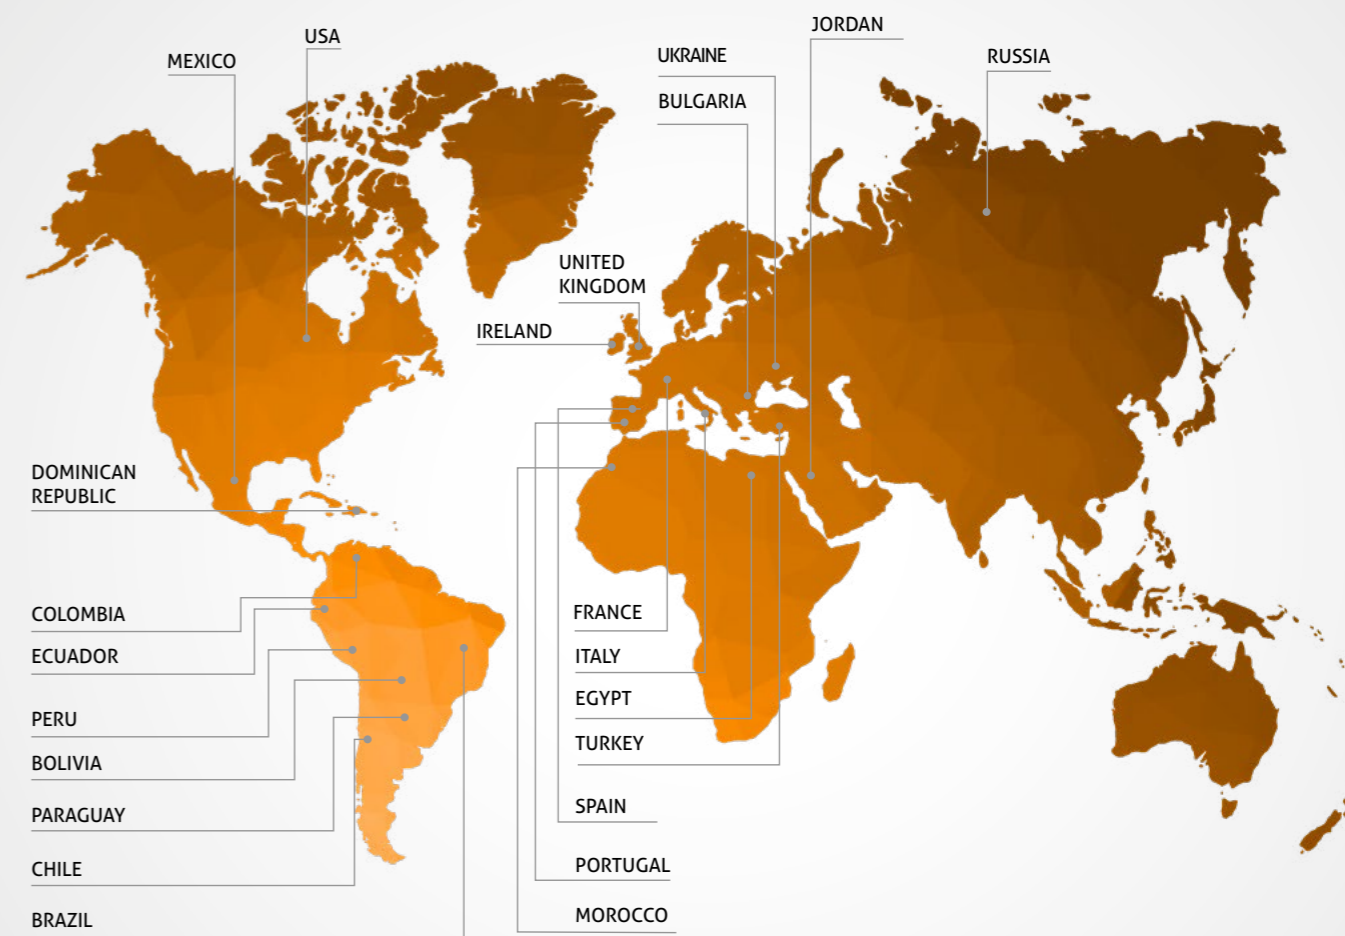 JORDAN
USA
UKRAINE
RUSSIA
MEXICO
BULGARIA
UNITED
KINGDOM
IRELAND
DOMINICAN
REPUBLIC
COLOMBIA
ECUADOR
PERU
BOLIVIA
PARAGUAY
CHILE
BRAZIL
FRANCE
ITALY
EGYPT
TURKEY
SPAIN
PORTUGAL
MOROCCO